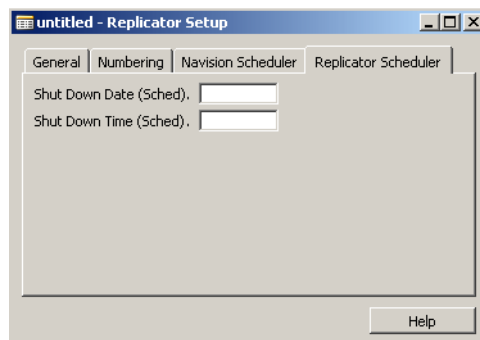 untitled - Replicator Setup
General Numbering Navision Scheduler Replicator Scheduler
Shut Down Date (Sched).
Shut Down Time (Sched).
Help